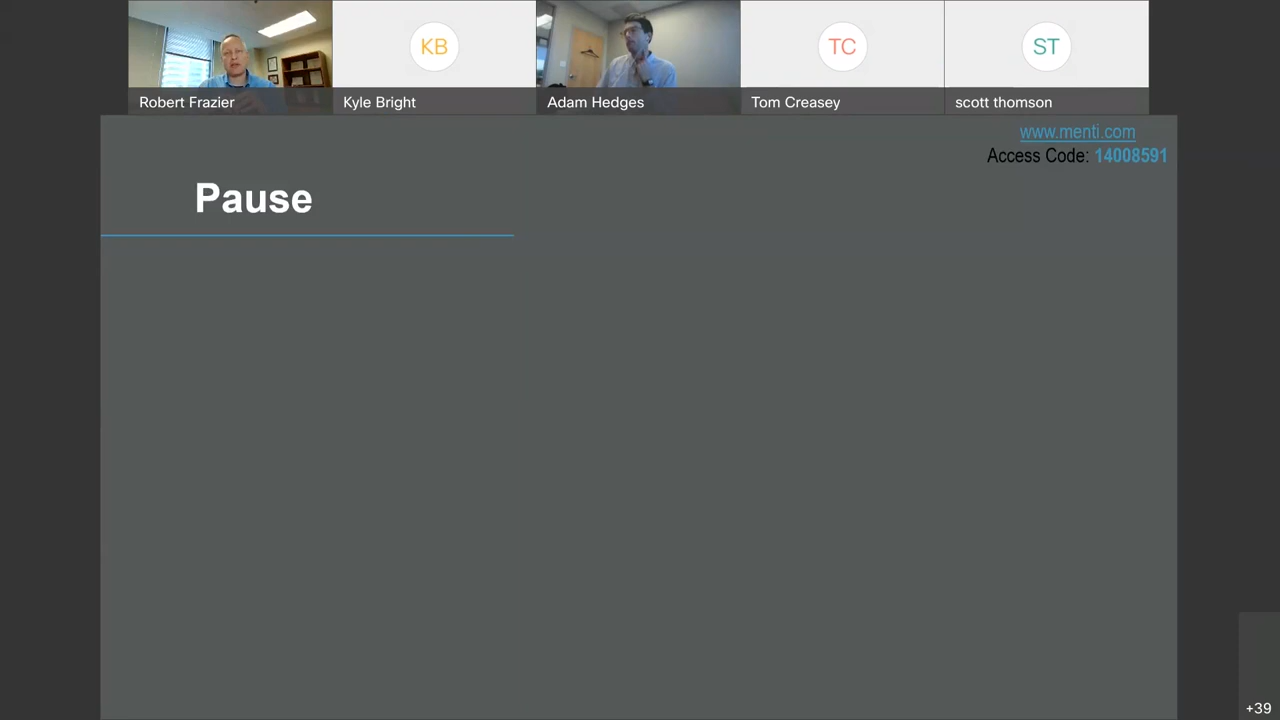 KB
TC
ST
Robert Frazier
Kyle Bright
Adam Hedges
Tom Creasey
scott thomson
www.menti.com
Access Code: 14008591
Pause
+39